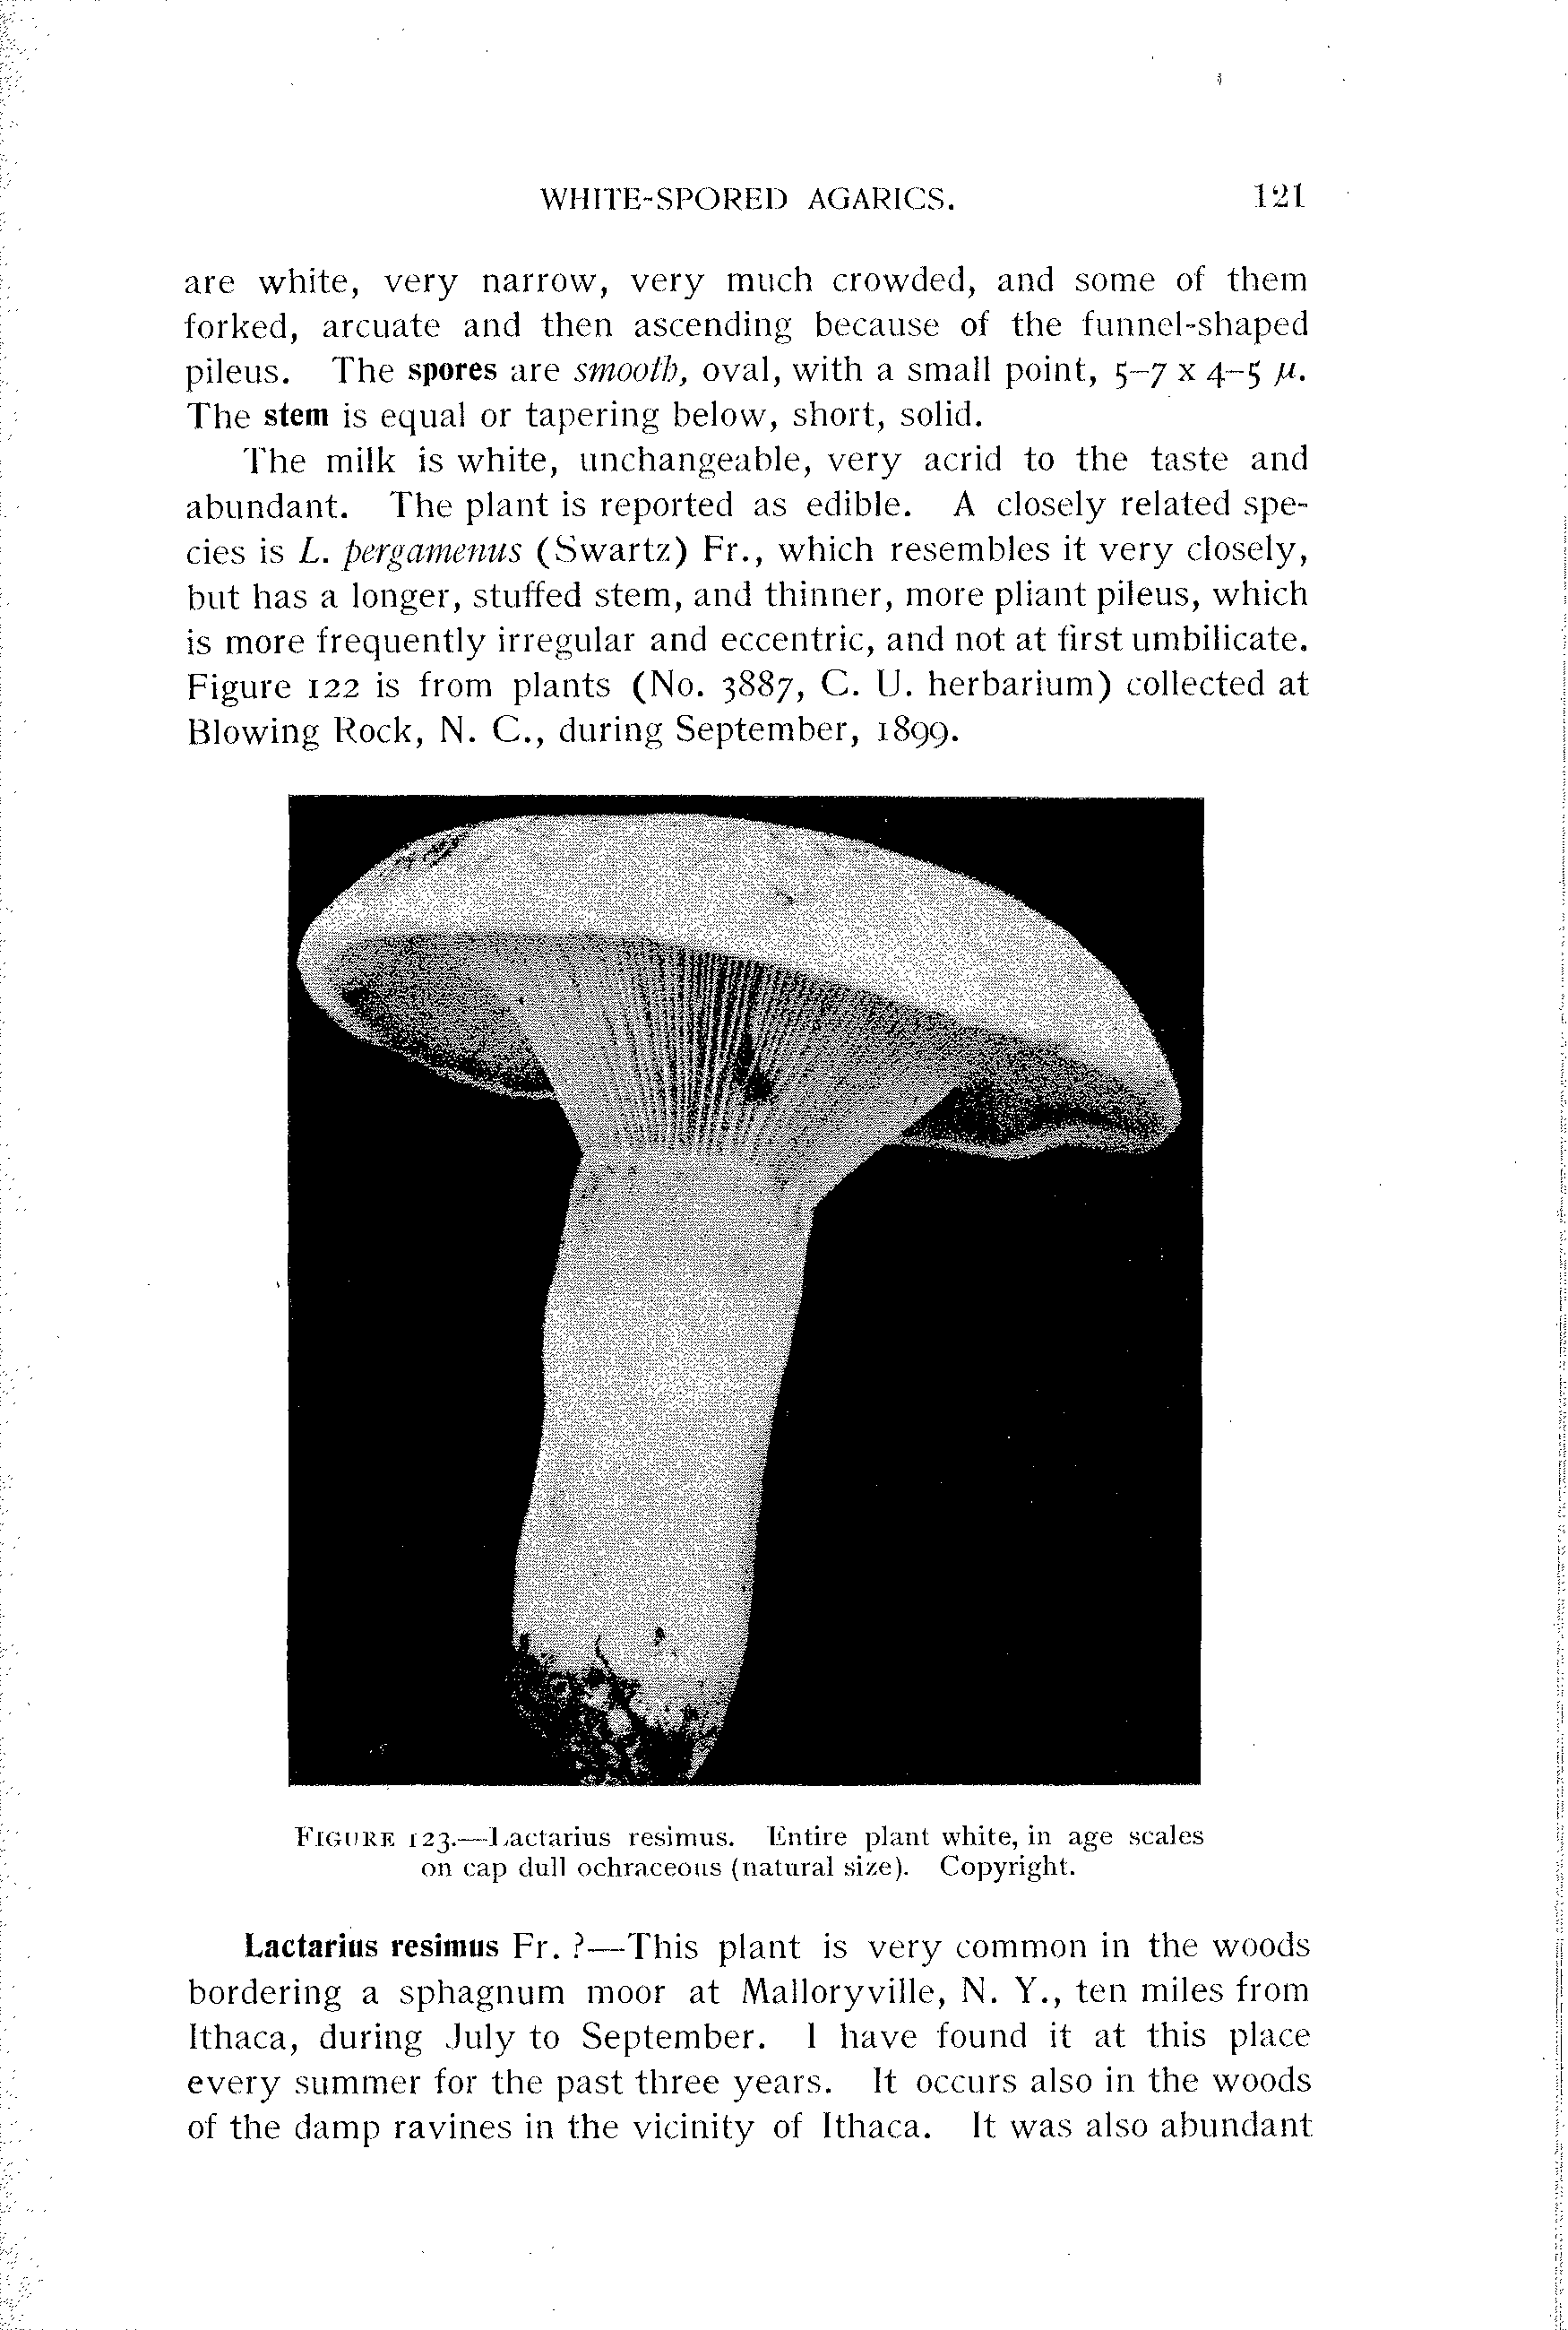 WHITE-SPORED AGARICS. 121
are white, very narrow, very much crowded, and some of them
forked, arcuate and then ascending because of the funnel-shaped
pileus. The spores are smooth, oval, with a small point, 5–7 x 4–5 µ.
The stem is equal or tapering below, short, solid.
The milk is white, unchangeable, very acrid to the taste and
abundant. The plant is reported as edible. A closely related spe-
cies is L. pergamenus (Swartz) Fr., which resembles it very closely,
but has a longer, stuffed stem, and thinner, more pliant pileus, which
is more frequently irregular and eccentric, and not at first umbilicate.
Figure 122 is from plants (No. 3887, C. U. herbarium) collected at
Blowing Rock, N. C., during September, 1899.
FIGURE 123.—Lactarius resimus. Entire plant white, in age scales
on cap dull ochraceous (natural size). Copyright.
Lactarius resimus Fr. ?—This plant is very common in the woods
bordering a sphagnum moor at Malloryville, N. Y., ten miles from
Ithaca, during July to September. I have found it at this place
every summer for the past three years. It occurs also in the woods
of the damp ravines in the vicinity of Ithaca. It was also abundant